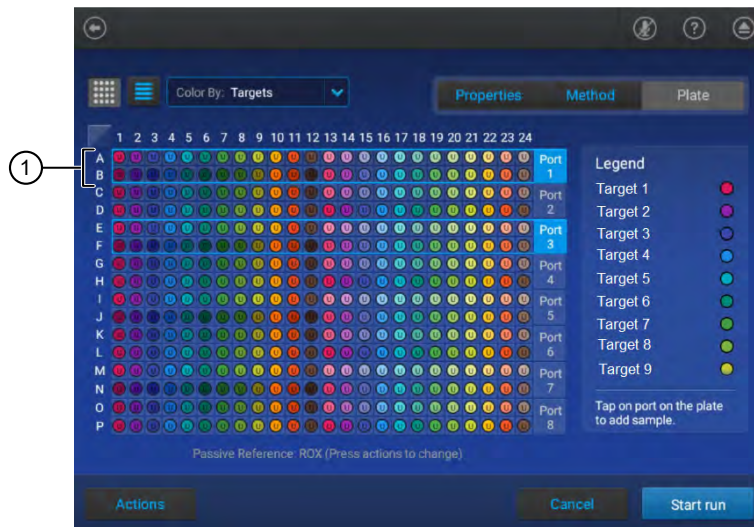 Color By: Targets
Properties Method Plate
1 2 3 4 5 6 7 8 9 10 11 12 13 14 15 16 17 18 19 20 21 22 23 24
1
A
B
C
D
E
F
G
H
I
J
K
L
M
N
O
P
Port 1
Port 2
Port 3
Port 4
Port 5
Port 6
Port 7
Port 8
Legend
Target 1
Target 2
Target 3
Target 4
Target 5
Target 6
Target 7
Target 8
Target 9
Tap on port on the plate
to add sample.
Passive Reference: ROX (Press actions to change)
Actions Cancel Start run